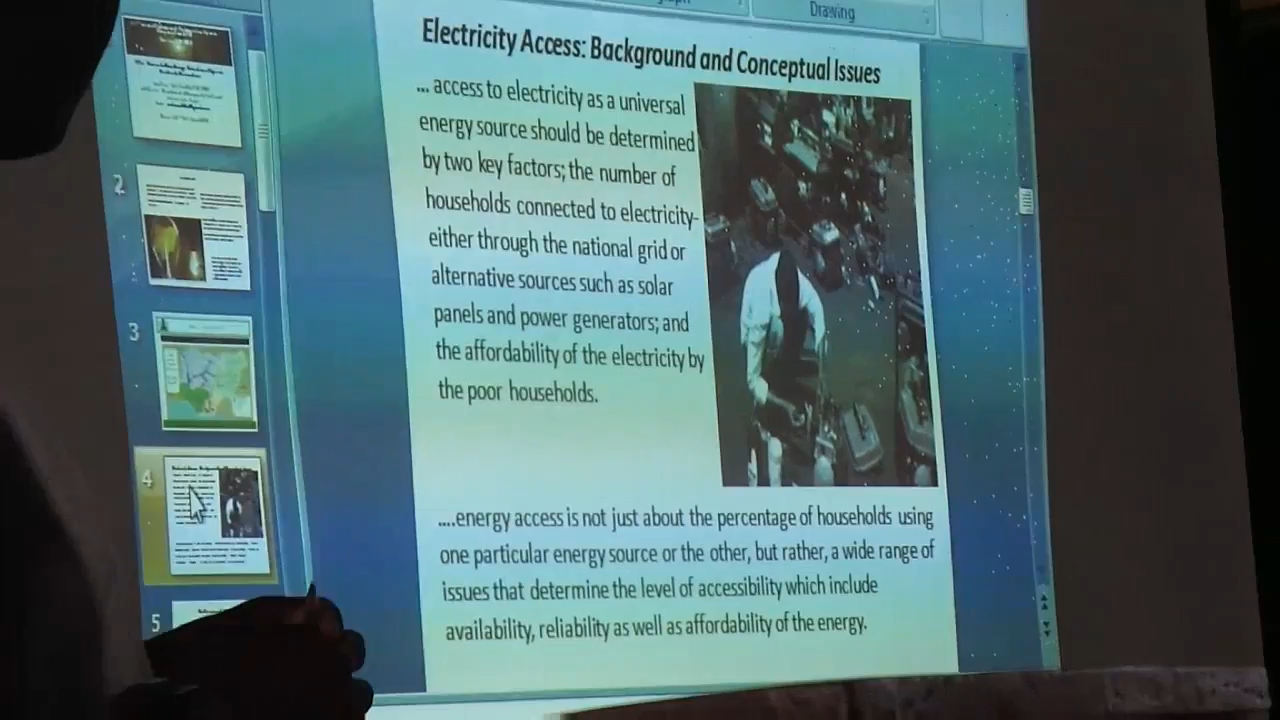 Drawing
Electricity Access: Background and Conceptual Issues
... access to electricity as a universal
energy source should be determined
by two key factors; the number of
households connected to electricity-
either through the national grid or
alternative sources such as solar
panels and power generators; and
the affordability of the electricity by
the poor households.
....energy access is not just about the percentage of households using
one particular energy source or the other, but rather, a wide range of
issues that determine the level of accessibility which include
availability, reliability as well as affordability of the energy.
2
3
4
5